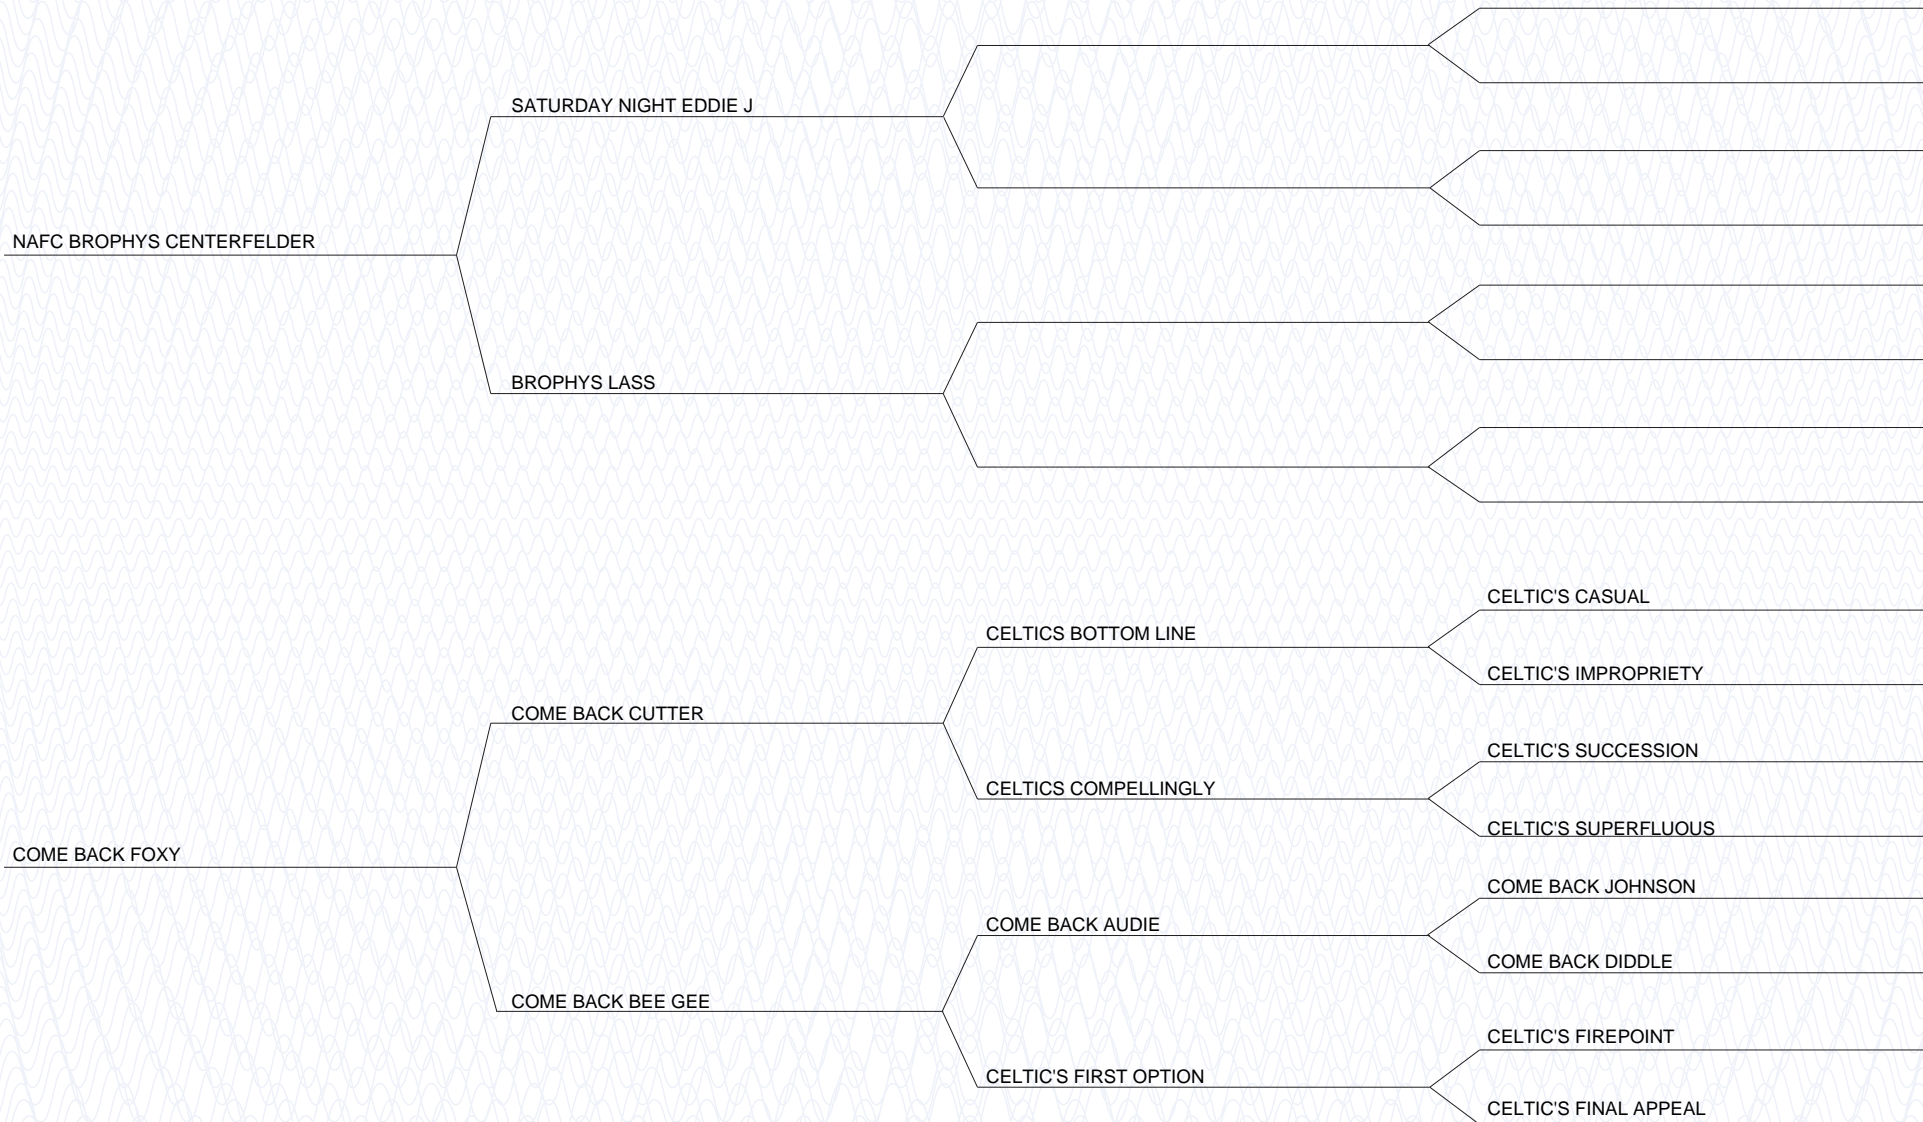 SATURDAY NIGHT EDDIE J
NAFC BROPHYS CENTERFELDER
BROPHYS LASS
CELTIC'S CASUAL
CELTICS BOTTOM LINE
CELTIC'S IMPROPRIETY
COME BACK CUTTER
CELTIC'S SUCCESSION
CELTICS COMPELLINGLY
CELTIC'S SUPERFLUOUS
COME BACK FOXY
COME BACK JOHNSON
COME BACK AUDIE
COME BACK DIDDLE
COME BACK BEE GEE
CELTIC'S FIREPOINT
CELTIC'S FIRST OPTION
CELTIC'S FINAL APPEAL